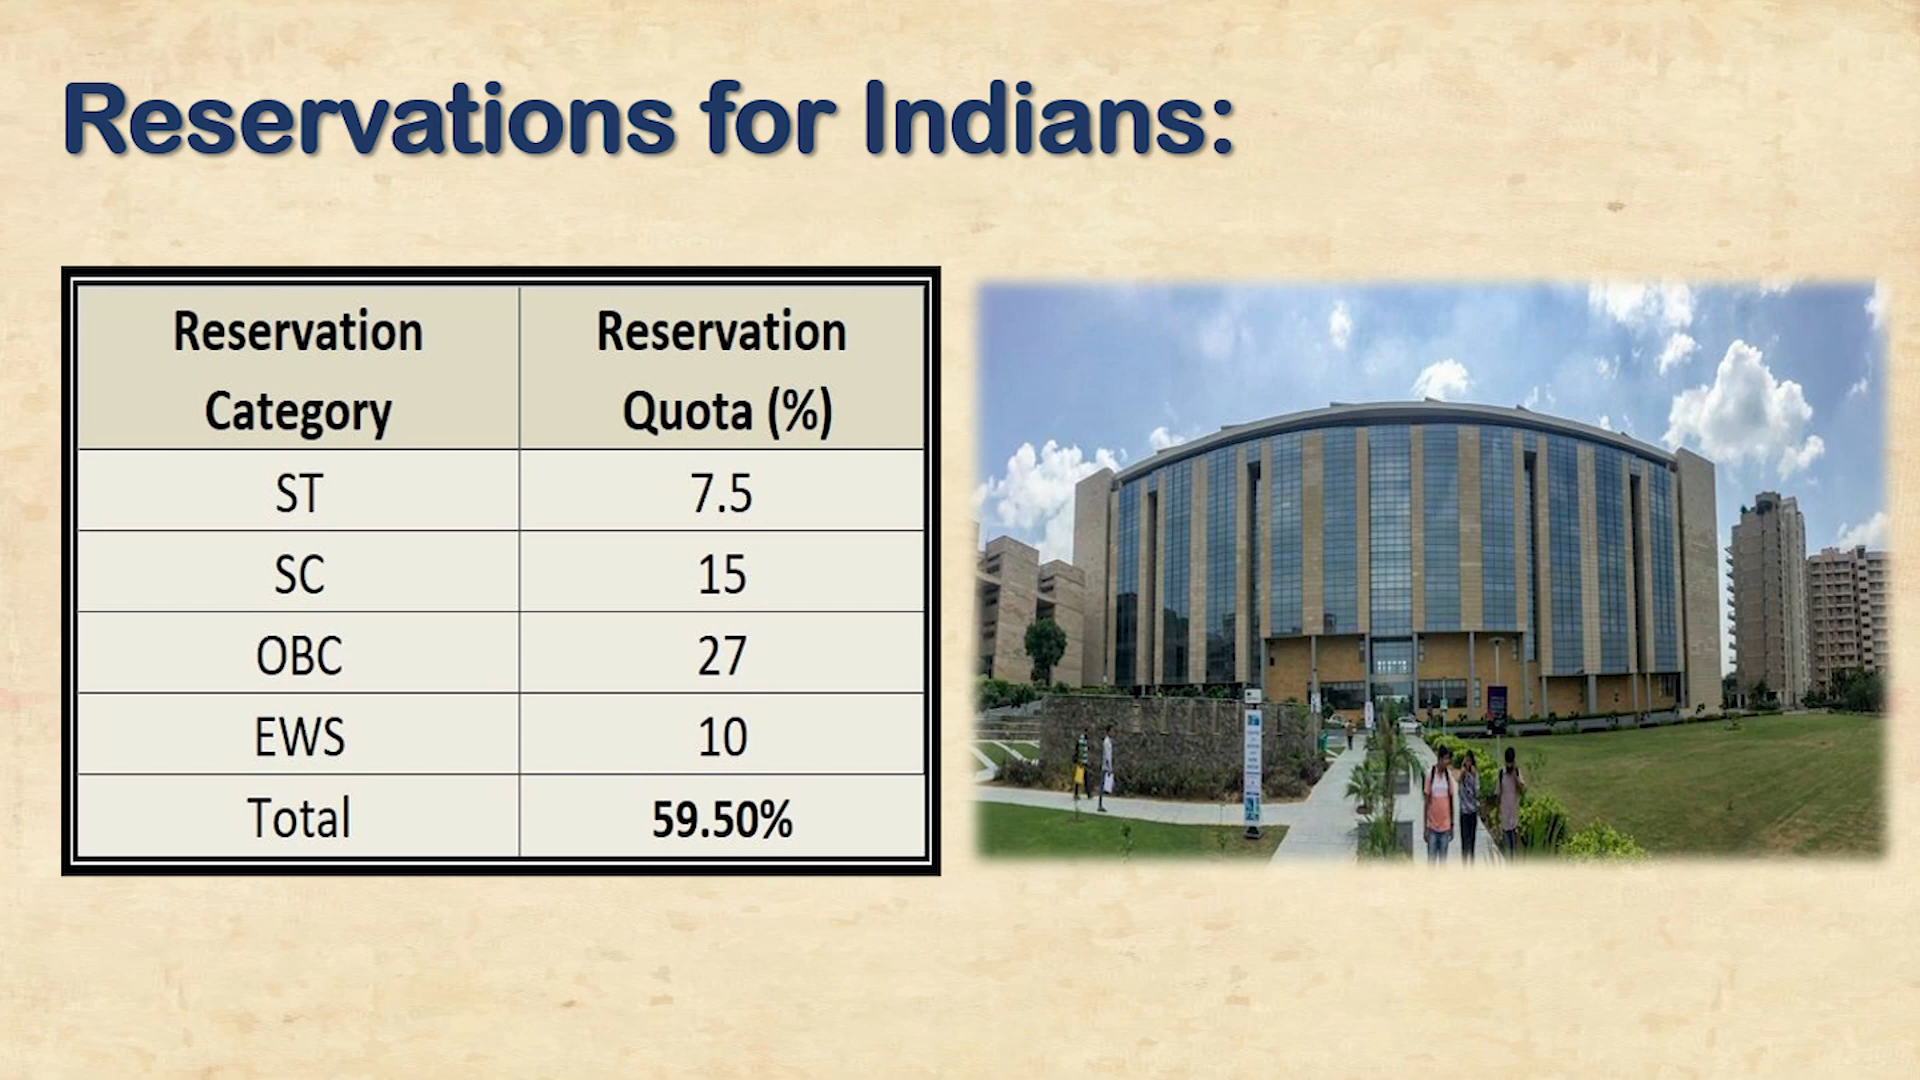 Reservations for Indians:
Reservation Category
Reservation Quota (%)
ST 7.5
SC 15
OBC 27
EWS 10
Total 59.50%